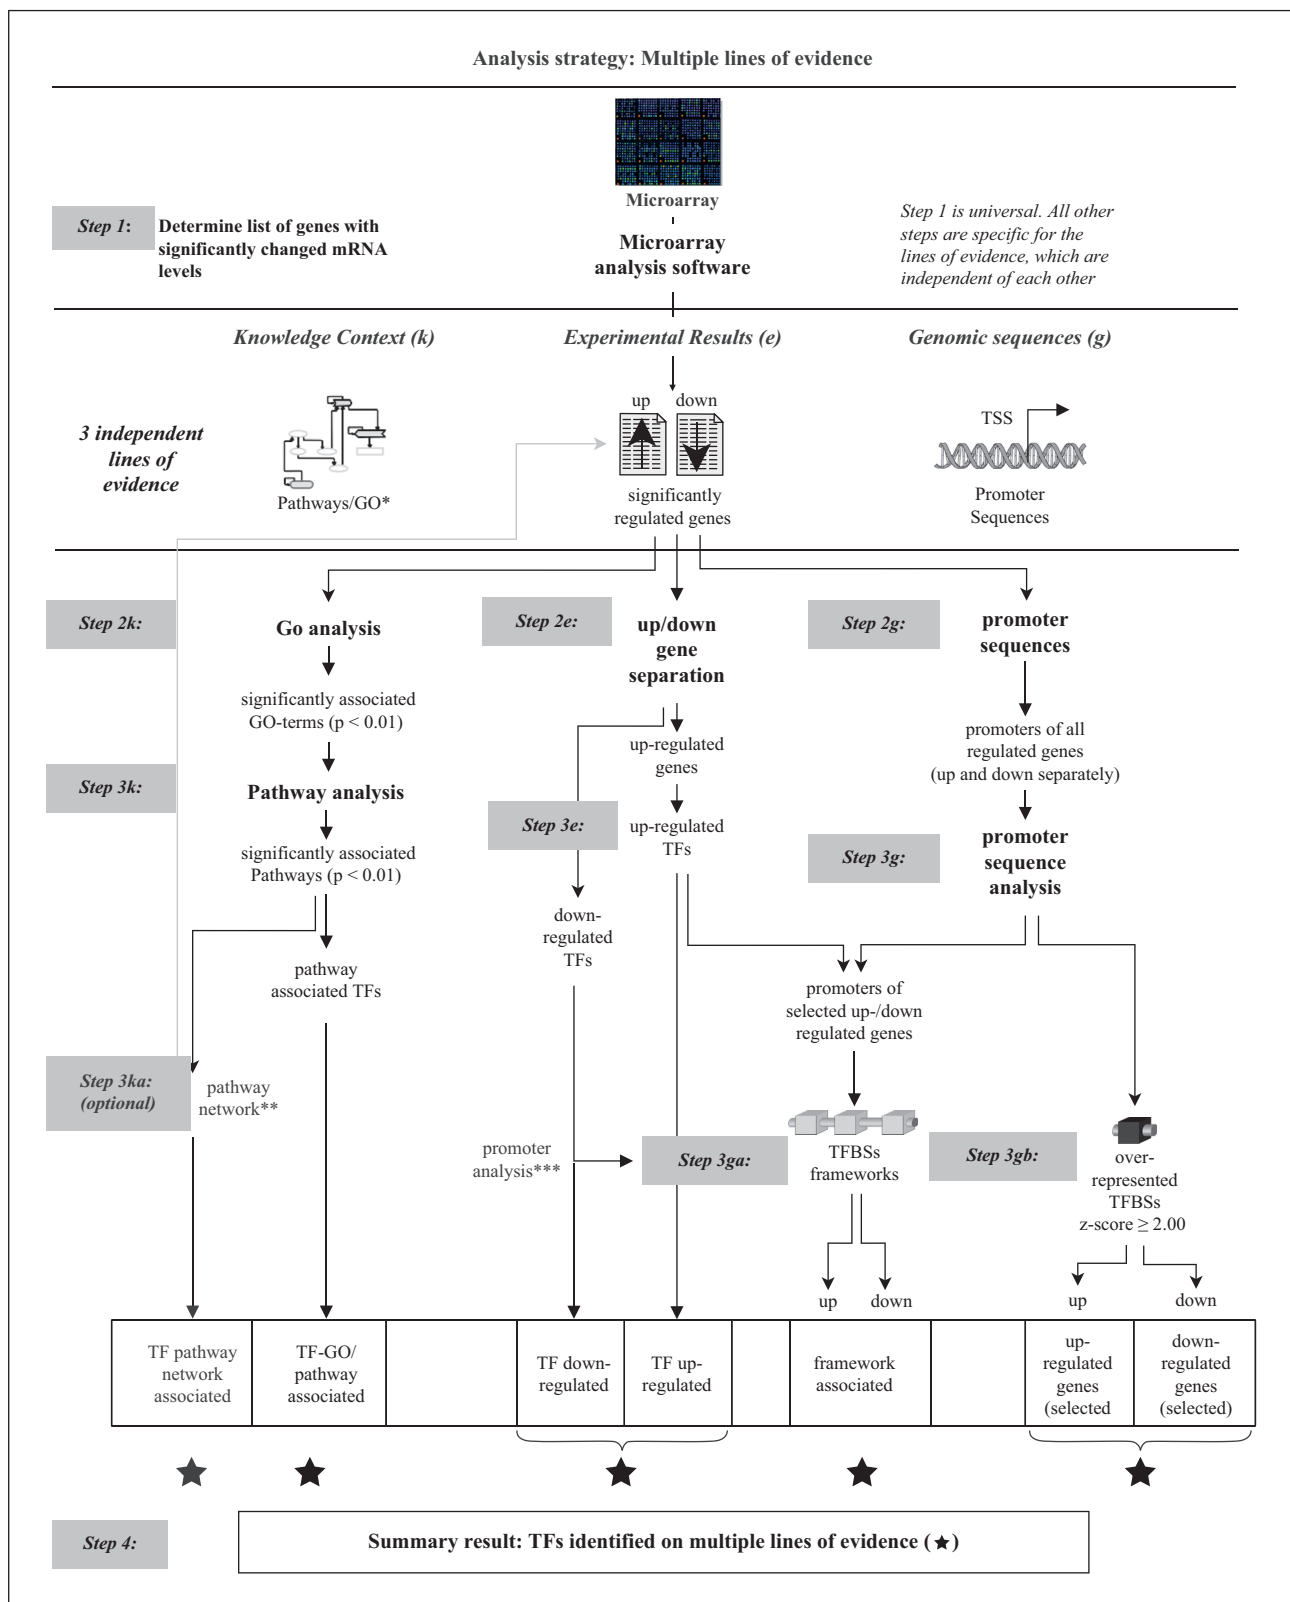 Analysis strategy: Multiple lines of evidence
Microarray
Step 1:
Determine list of genes with
significantly changed mRNA
levels
Microarray
analysis software
Step 1 is universal. All other
steps are specific for the
lines of evidence, which are
independent of each other
Knowledge Context (k)
Experimental Results (e)
Genomic sequences (g)
3 independent
lines of
evidence
Pathways/GO*
up
down
significantly
regulated genes
TSS
Promoter
Sequences
Step 2k:
Go analysis
Step 2e:
up/down
gene
separation
Step 2g:
promoter
sequences
significantly associated
GO-terms (p < 0.01)
up-regulated
genes
promoters of all
regulated genes
(up and down separately)
Step 3k:
Pathway analysis
Step 3e:
up-regulated
TFs
Step 3g:
promoter
sequence
analysis
significantly associated
Pathways (p < 0.01)
down-
regulated
TFs
pathway
associated TFs
promoters of
selected up-/down
regulated genes
Step 3ka:
(optional)
pathway
network**
promoter
analysis***
Step 3ga:
TFBSs
frameworks
Step 3gb:
over-
represented
TFBSs
z-score ≥ 2.00
up
down
up
down
TF pathway
network
associated
TF-GO/
pathway
associated
TF down-
regulated
TF up-
regulated
framework
associated
up-
regulated
genes
(selected
down-
regulated
genes
(selected)
Step 4:
Summary result: TFs identified on multiple lines of evidence (★)